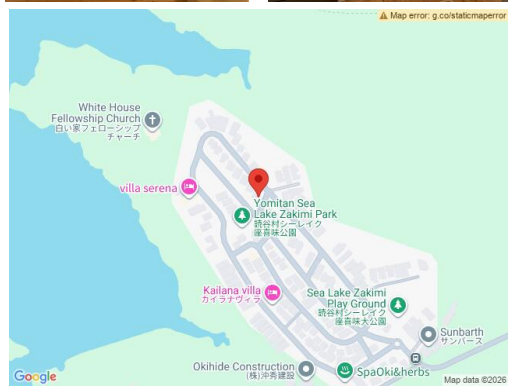 Map error: g.co/staticmaperror
White House
Fellowship Church
白い家フェローシップ
チャーチ
villa serena
Yomitan Sea
Lake Zakimi Park
読谷村シーレイク
座喜味公園
Kailana villa
カイラナヴィラ
Sea Lake Zakimi
Play Ground
読谷村シーレイク
座喜味大公園
Sunbarth
サンバース
Okihide Construction
(株)沖秀建設
SpaOki&herbs
Google
Map data ©2026